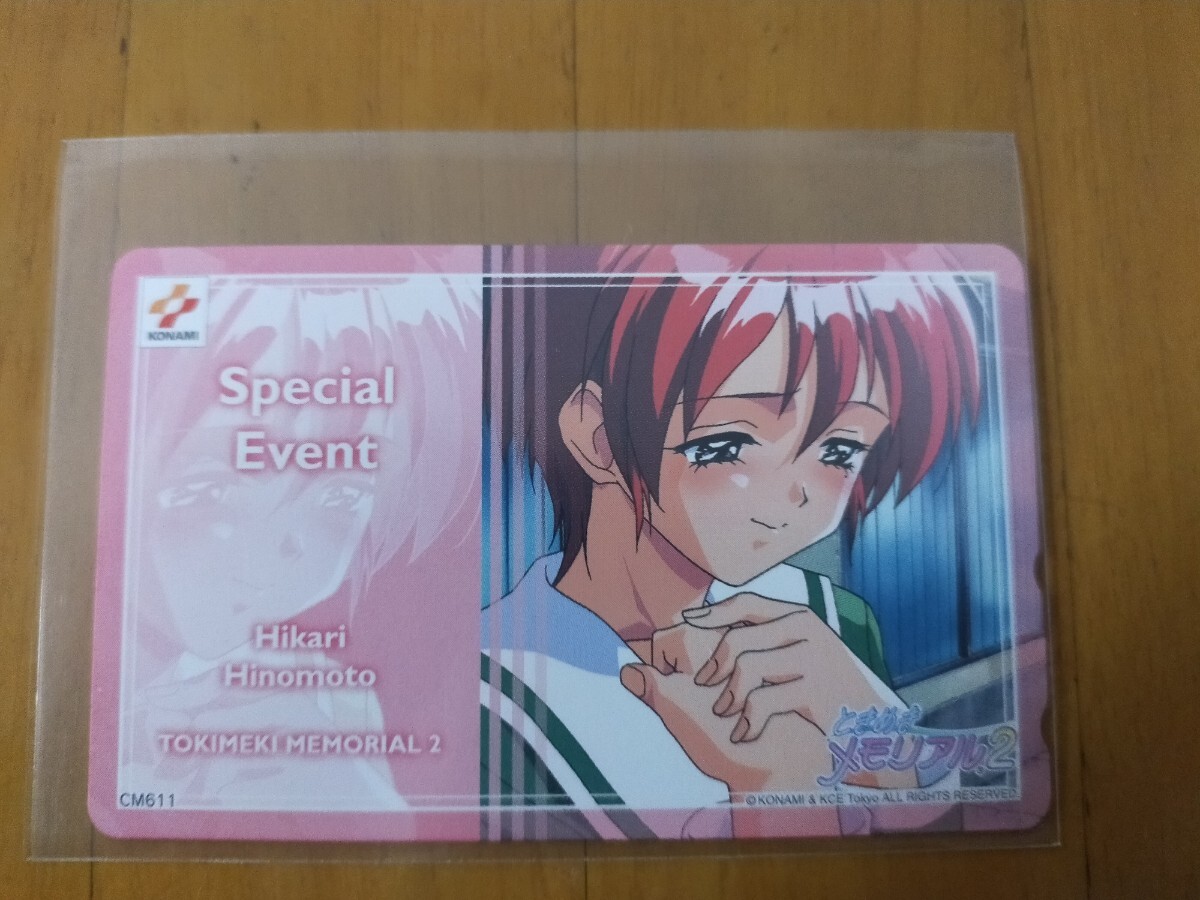 KONAMI
Special
Event
Hikari
Hinomoto
TOKIMEKI MEMORIAL 2
CM611
ときめき
メモリアル2
© KONAMI & KCE Tokyo ALL RIGHTS RESERVED